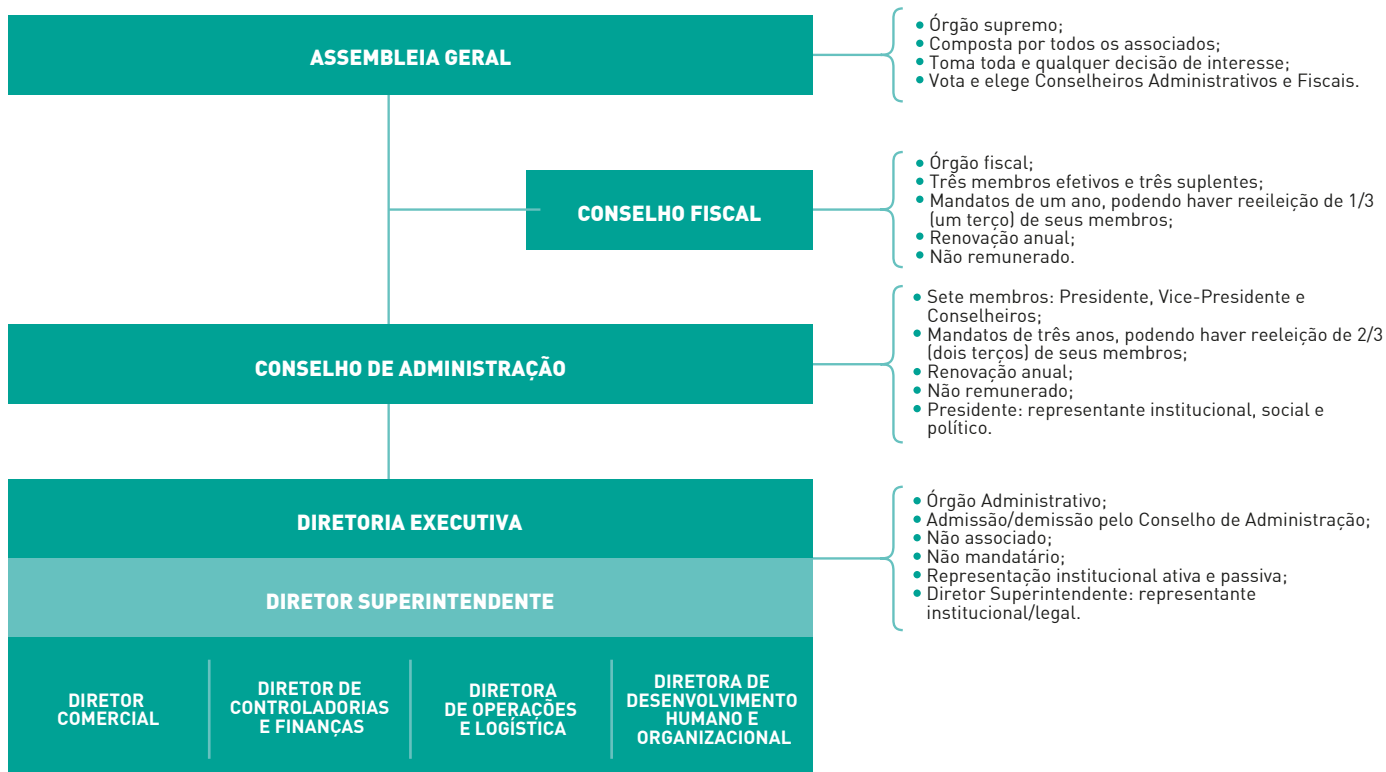 ASSEMBLEIA GERAL
• Órgão supremo;
• Composta por todos os associados;
• Toma toda e qualquer decisão de interesse;
• Vota e elege Conselheiros Administrativos e Fiscais.
CONSELHO FISCAL
• Órgão fiscal;
• Três membros efetivos e três suplentes;
• Mandatos de um ano, podendo haver reeileição de 1/3
(um terço) de seus membros;
• Renovação anual;
• Não remunerado.
CONSELHO DE ADMINISTRAÇÃO
• Sete membros: Presidente, Vice-Presidente e
Conselheiros;
• Mandatos de três anos, podendo haver reeleição de 2/3
(dois terços) de seus membros;
• Renovação anual;
• Não remunerado;
• Presidente: representante institucional, social e
político.
DIRETORIA EXECUTIVA
DIRETOR SUPERINTENDENTE
• Órgão Administrativo;
• Admissão/demissão pelo Conselho de Administração;
• Não associado;
• Não mandatário;
• Representação institucional ativa e passiva;
• Diretor Superintendente: representante
institucional/legal.
DIRETOR
COMERCIAL
DIRETOR DE
CONTROLADORIAS
E FINANÇAS
DIRETORA
DE OPERAÇÕES
E LOGÍSTICA
DIRETORA DE
DESENVOLVIMENTO
HUMANO E
ORGANIZACIONAL